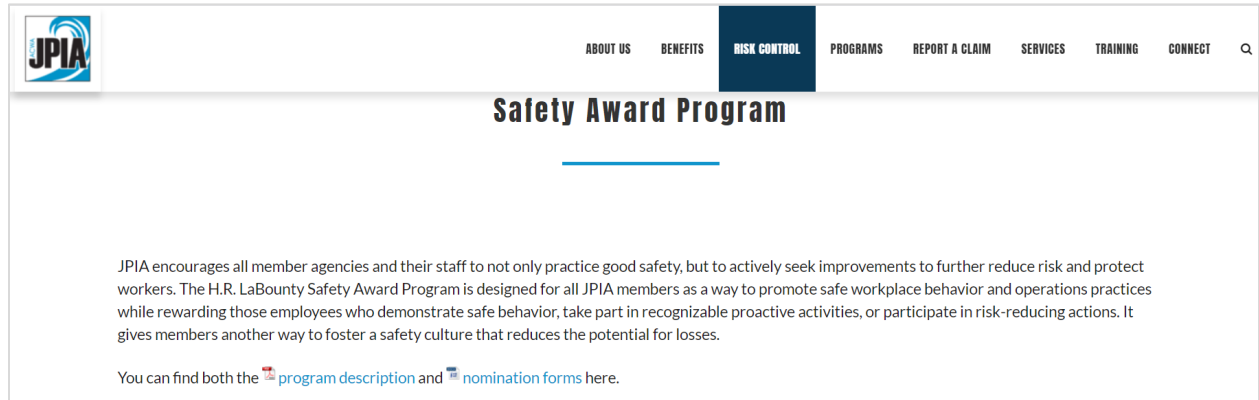 ACWA
JPIA
ABOUT US BENEFITS RISK CONTROL PROGRAMS REPORT A CLAIM SERVICES TRAINING CONNECT
Safety Award Program
JPIA encourages all member agencies and their staff to not only practice good safety, but to actively seek improvements to further reduce risk and protect
workers. The H.R. LaBounty Safety Award Program is designed for all JPIA members as a way to promote safe workplace behavior and operations practices
while rewarding those employees who demonstrate safe behavior, take part in recognizable proactive activities, or participate in risk-reducing actions. It
gives members another way to foster a safety culture that reduces the potential for losses.
You can find both the program description and nomination forms here.